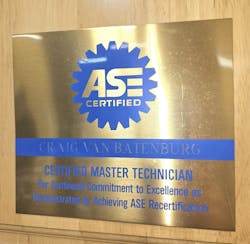 ASE
CERTIFIED
CRAIG VAN BATENBURG
CERTIFIED MASTER TECHNICIAN
For Continued Commitment to Excellence as
Demonstrated by Achieving ASE Recertification